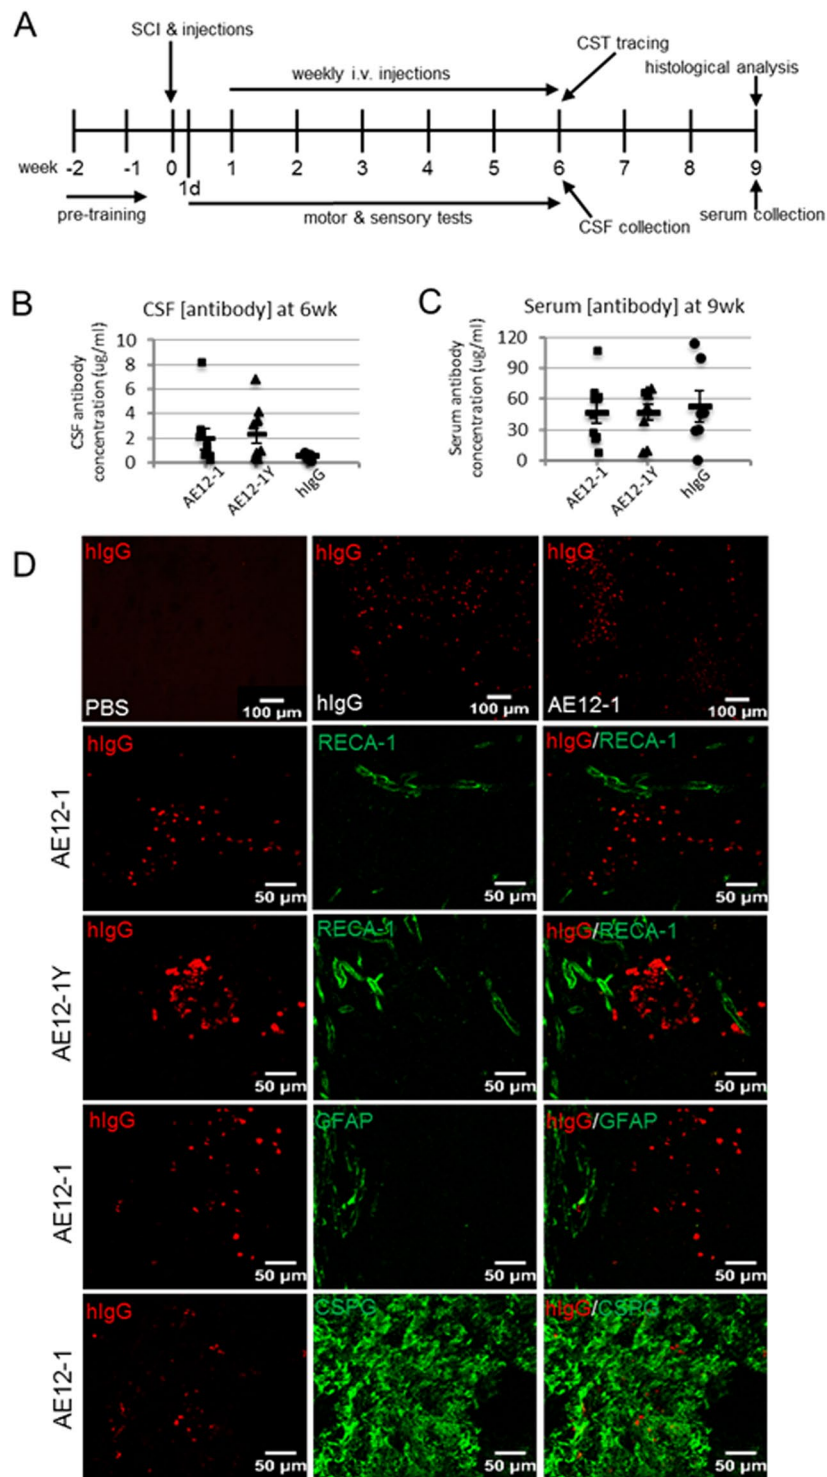 A
SCI & injections
CST tracing
weekly i.v. injections
histological analysis
week -2 -1 0 1 2 3 4 5 6 7 8 9
1d
pre-training
motor & sensory tests
CSF collection
serum collection
B
CSF [antibody] at 6wk
CSF antibody
concentration (ug/ml)
10
8
6
4
2
0
AE12-1
AE12-1Y
hIgG
C
Serum [antibody] at 9wk
Serum antibody
concentration (ug/ml)
120
90
60
30
0
AE12-1
AE12-1Y
hIgG
D
hIgG
PBS
100 µm
hIgG
hIgG
100 µm
hIgG
AE12-1
100 µm
AE12-1
hIgG
50 µm
RECA-1
50 µm
hIgG/RECA-1
50 µm
AE12-1Y
hIgG
50 µm
RECA-1
50 µm
hIgG/RECA-1
50 µm
AE12-1
hIgG
50 µm
GFAP
50 µm
hIgG/GFAP
50 µm
AE12-1
hIgG
50 µm
CSPG
50 µm
hIgG/CSPG
50 µm